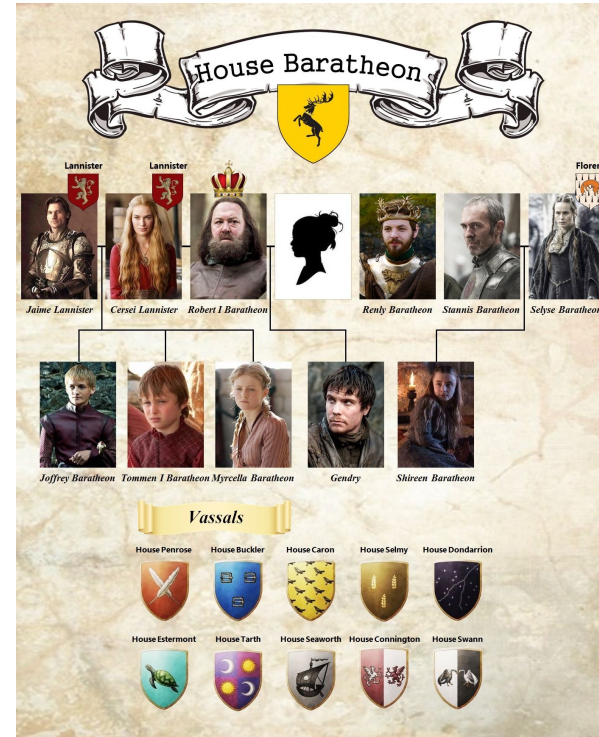 House Baratheon
Lannister
Lannister
Jaime Lannister
Cersei Lannister
Robert I Baratheon
Renly Baratheon
Stannis Baratheon
Selyse Baratheon
Joffrey Baratheon
Tommen I Baratheon
Myrcella Baratheon
Gendry
Shireen Baratheon
Vassals
House Penrose
House Buckler
House Caron
House Selmy
House Dondarrion
House Estermont
House Tarth
House Seaworth
House Connington
House Swann